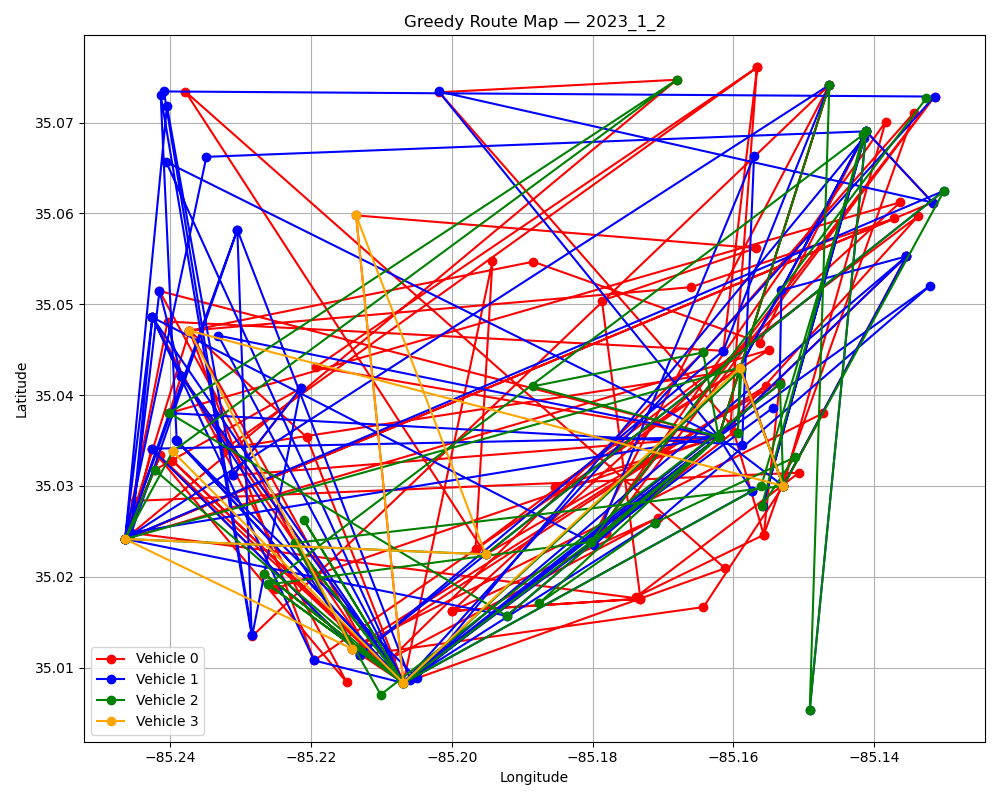 Greedy Route Map — 2023_1_2
35.07
35.06
35.05
35.04
35.03
35.02
35.01
Latitude
Vehicle 0
Vehicle 1
Vehicle 2
Vehicle 3
−85.24 −85.22 −85.20 −85.18 −85.16 −85.14
Longitude